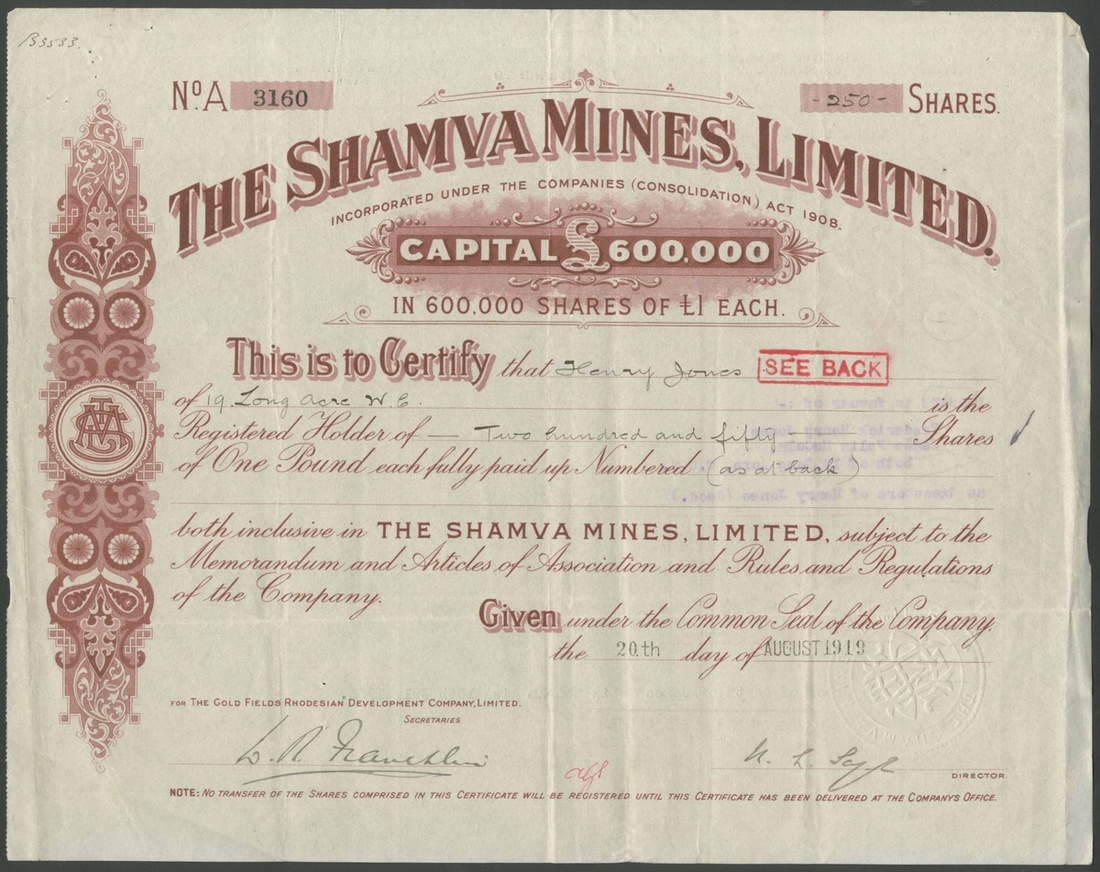 B3533.
No. A 3160
-250- SHARES.
THE SHAMVA MINES, LIMITED.
INCORPORATED UNDER THE COMPANIES (CONSOLIDATION) ACT 1908.
CAPITAL £ 600,000
IN 600,000 SHARES OF £1 EACH.
This is to Certify that Henry Jones SEE BACK
of 19. Long Acre W.C. is the
Registered Holder of — Two hundred and fifty — Shares
of One Pound each fully paid up Numbered (as at back)
both inclusive in THE SHAMVA MINES, LIMITED, subject to the
Memorandum and Articles of Association and Rules and Regulations
of the Company.
Given under the Common Seal of the Company,
the 20th day of AUGUST 1919
FOR THE GOLD FIELDS RHODESIAN DEVELOPMENT COMPANY, LIMITED.
SECRETARIES.
DIRECTOR.
NOTE: NO TRANSFER OF THE SHARES COMPRISED IN THIS CERTIFICATE WILL BE REGISTERED UNTIL THIS CERTIFICATE HAS BEEN DELIVERED AT THE COMPANY'S OFFICE.